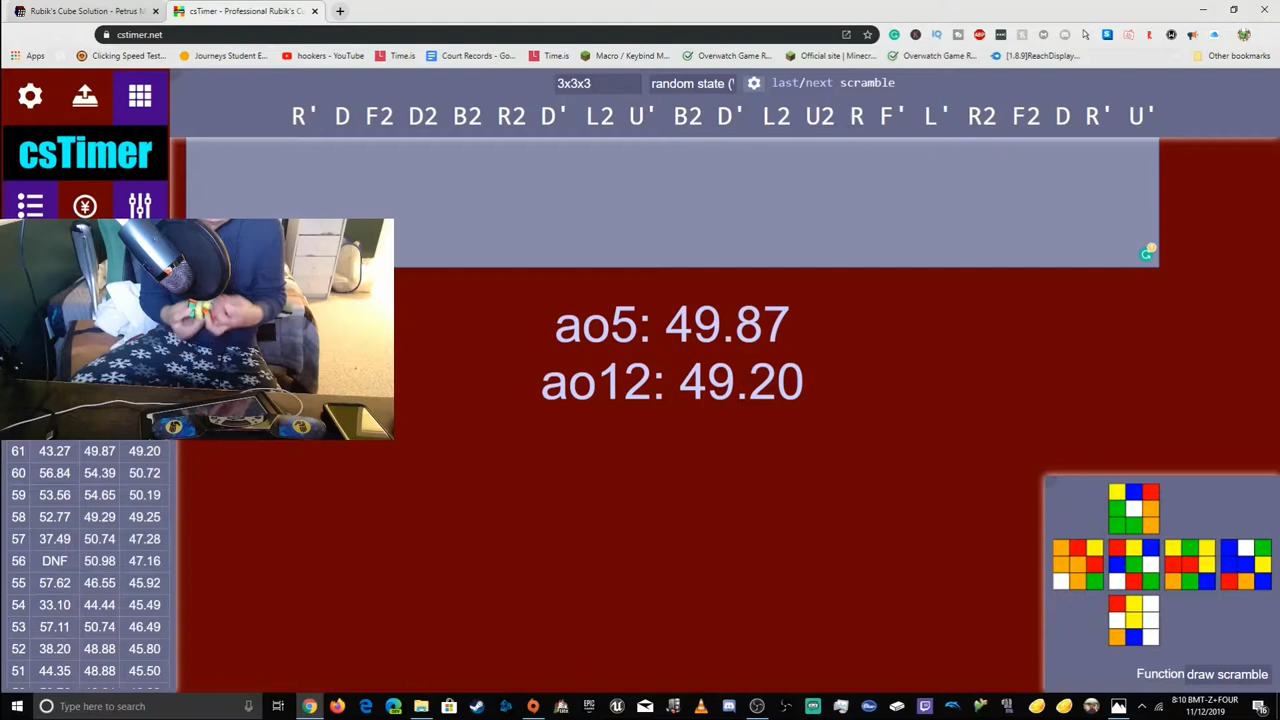 Rubik's Cube Solution - Petrus M
csTimer - Professional Rubik's C
cstimer.net
Apps
Clicking Speed Test
Journeys Student E...
hookers - YouTube
Time.is
Court Records - Go...
Time.is
Macro / Keybind M...
Overwatch Game R...
Official site | Minecr...
Overwatch Game R...
[1.8.9]ReachDisplay...
Other bookmarks
3x3x3 random state (' last/next scramble
R' D F2 D2 B2 R2 D' L2 U' B2 D' L2 U2 R F' L' R2 F2 D R' U'
csTimer
ao5: 49.87
ao12: 49.20
61 43.27 49.87 49.20
60 56.84 54.39 50.72
59 53.56 54.65 50.19
58 52.77 49.29 49.25
57 37.49 50.74 47.28
56 DNF 50.98 47.16
55 57.62 46.55 45.92
54 33.10 44.44 45.49
53 57.11 50.74 46.49
52 38.20 48.88 45.80
51 44.35 48.88 45.50
Function draw scramble
Type here to search
8:10 BMT-Z+FOUR
11/12/2019